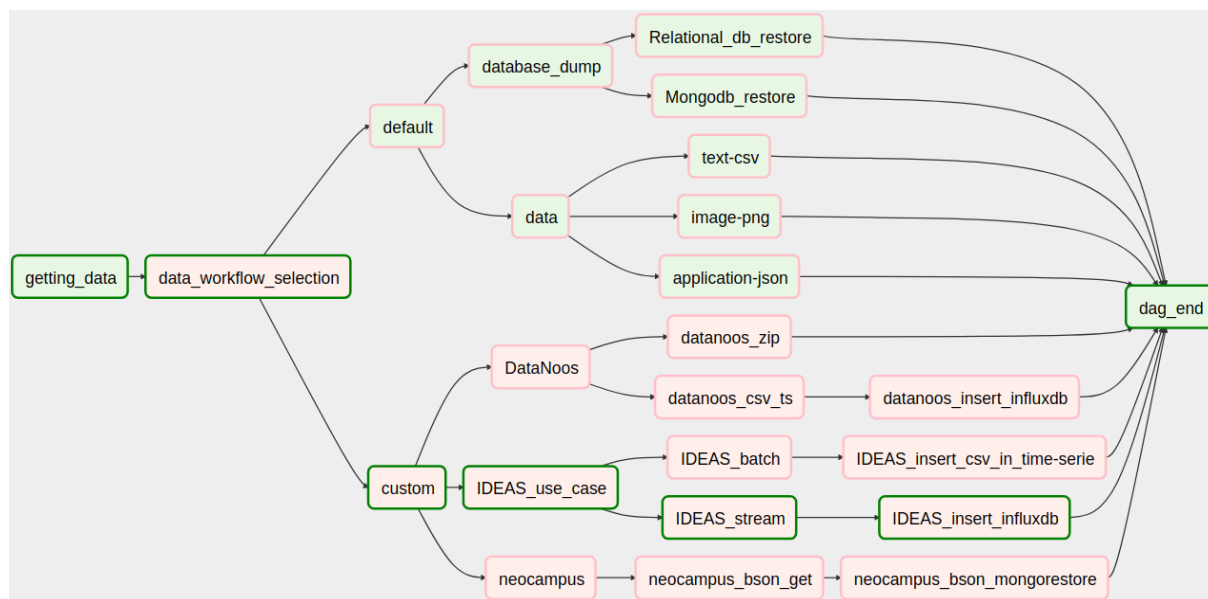 Relational_db_restore
database_dump
Mongodb_restore
default
text-csv
data
image-png
getting_data
data_workflow_selection
application-json
dag_end
datanoos_zip
DataNoos
datanoos_csv_ts
datanoos_insert_influxdb
IDEAS_batch
IDEAS_insert_csv_in_time-serie
custom
IDEAS_use_case
IDEAS_stream
IDEAS_insert_influxdb
neocampus
neocampus_bson_get
neocampus_bson_mongorestore